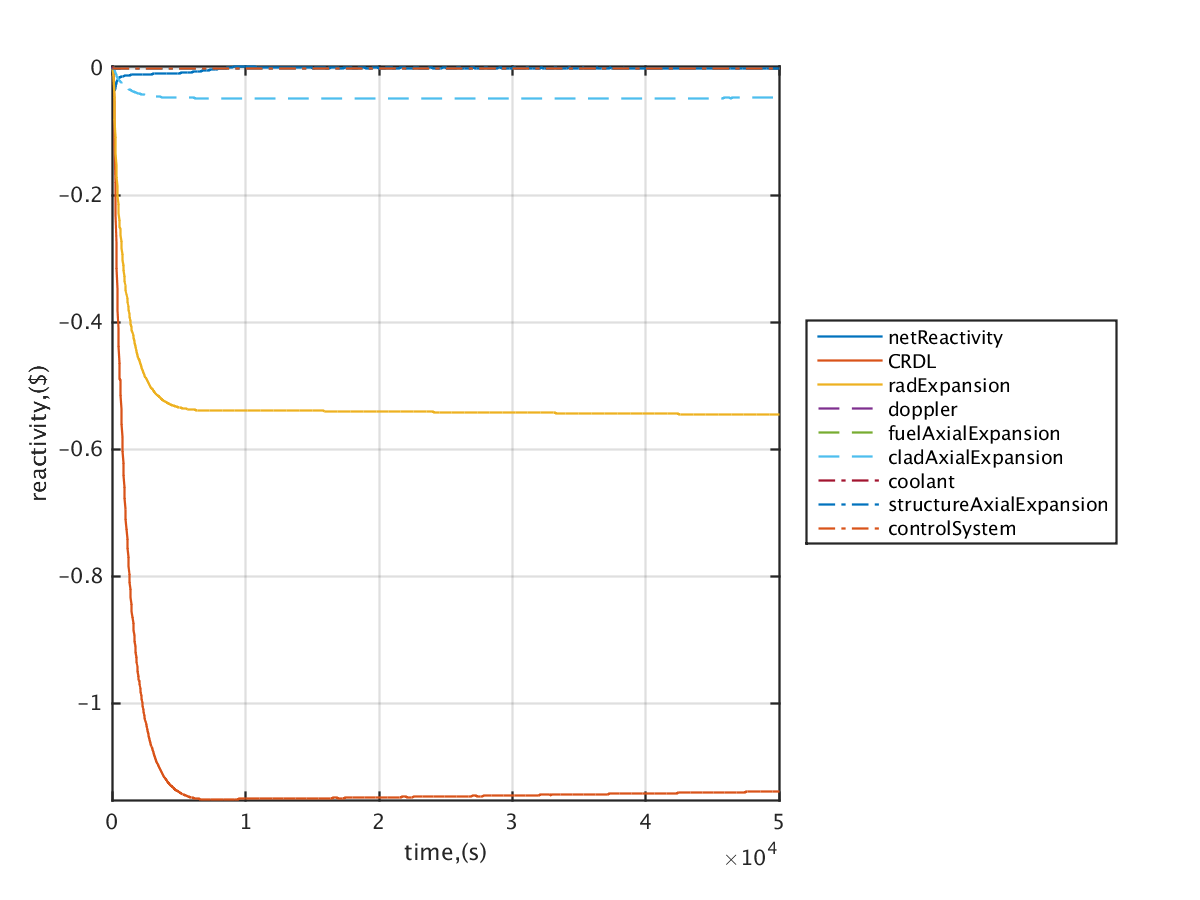 0
-0.2
-0.4
-0.6
-0.8
-1
reactivity,($)
0
1
2
3
4
5
time,(s)
×10^4
netReactivity
CRDL
radExpansion
doppler
fuelAxialExpansion
cladAxialExpansion
coolant
structureAxialExpansion
controlSystem